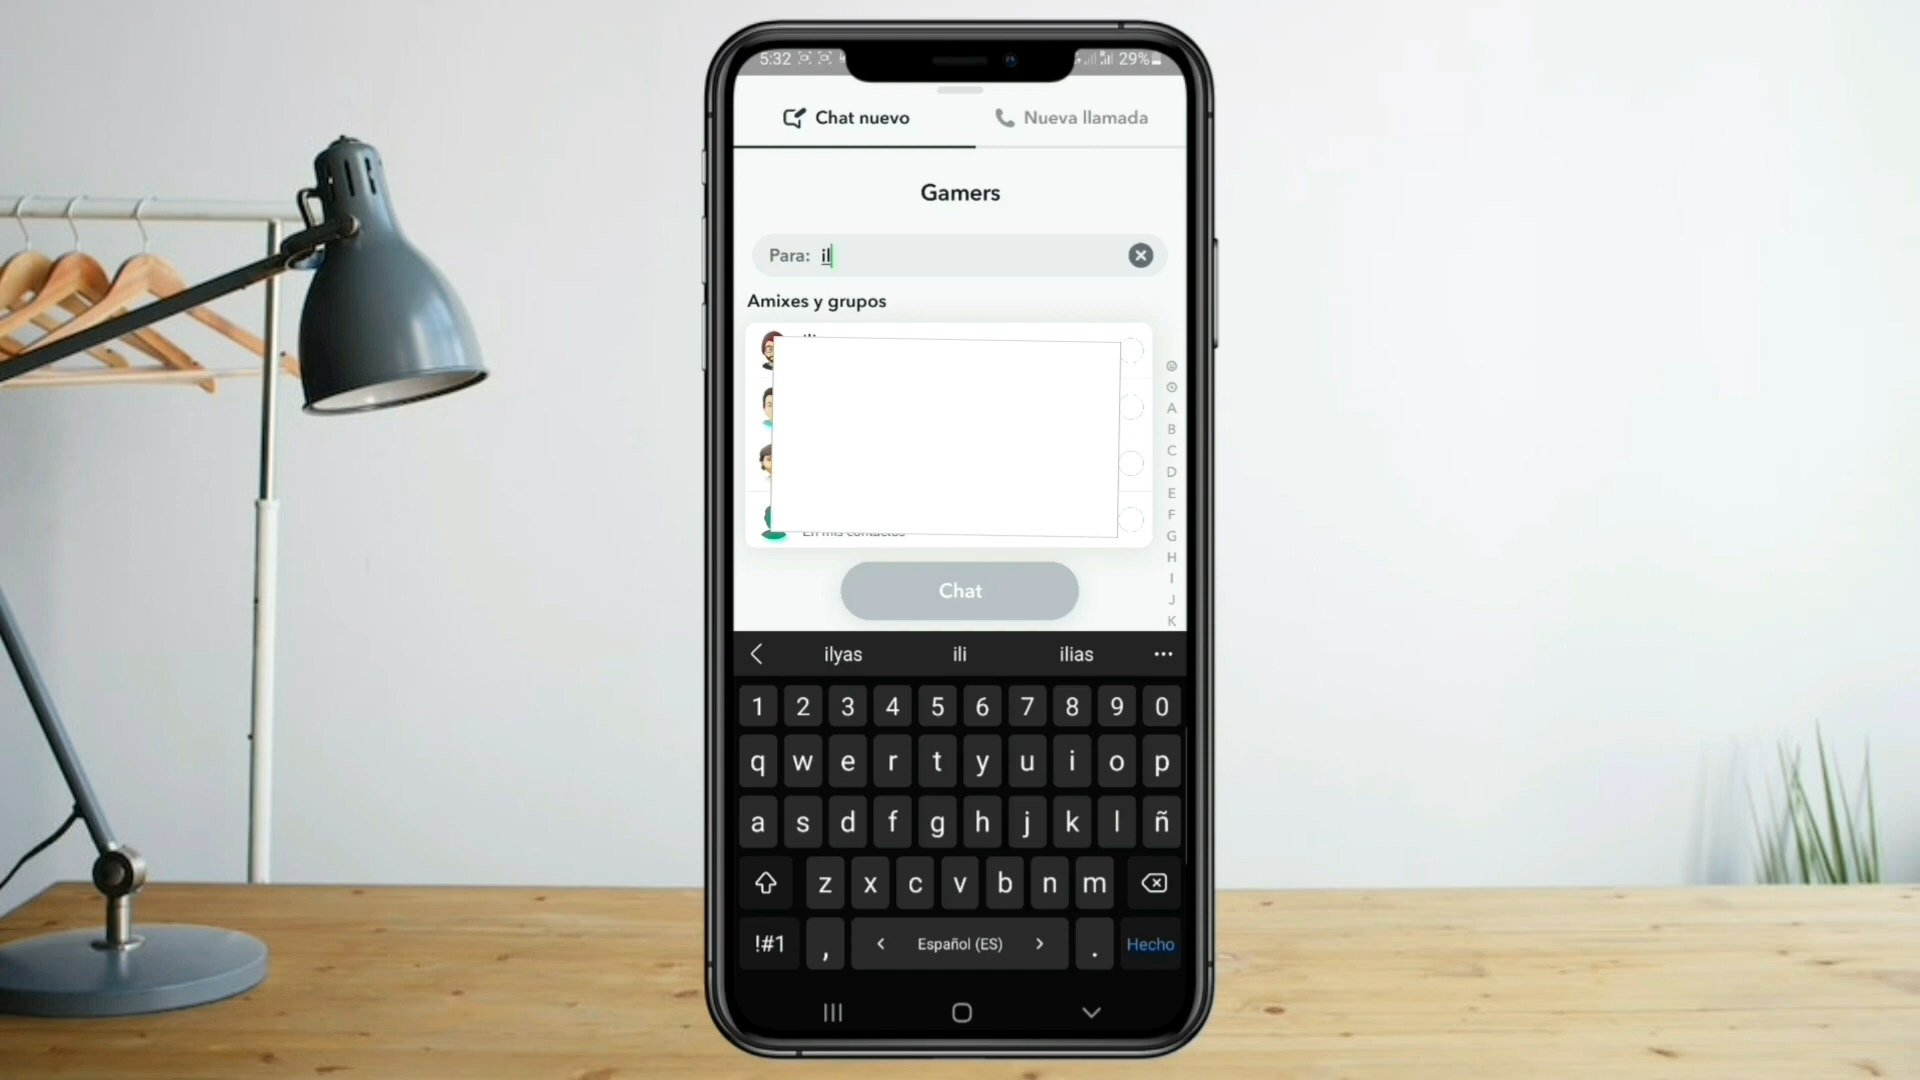 5:32 29%
Chat nuevo Nueva llamada
Gamers
Para: il
Amixes y grupos
Chat
A
B
C
D
E
F
G
H
I
J
K
ilyas ili ilias
1 2 3 4 5 6 7 8 9 0
q w e r t y u i o p
a s d f g h j k l ñ
z x c v b n m
!#1 , < Español (ES) > . Hecho